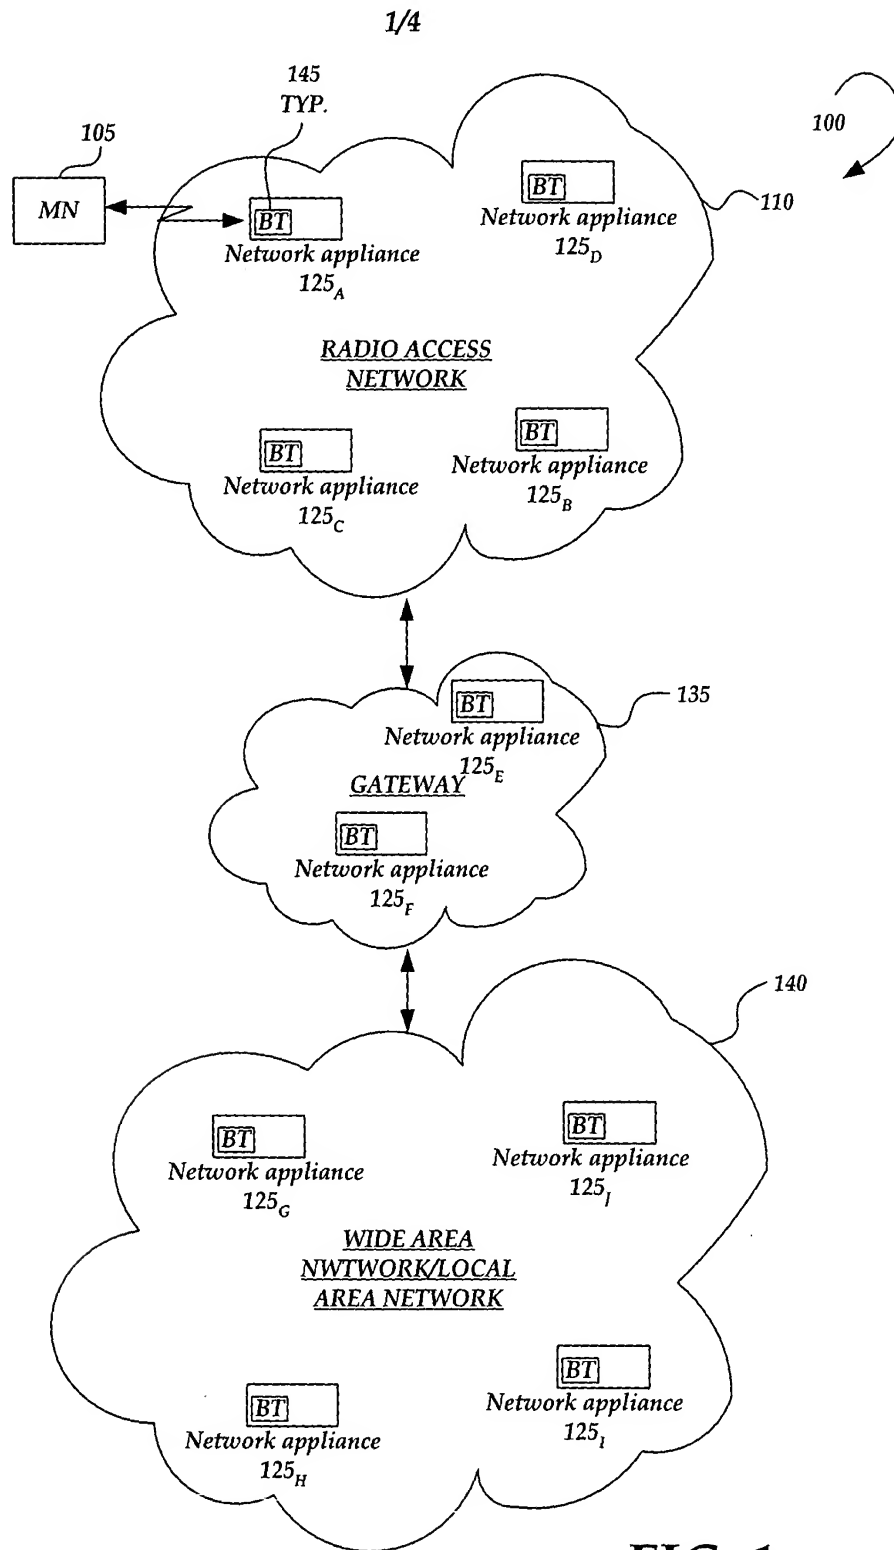 1/4
145
TYP.
100
105
MN
BT
Network appliance
125A
BT
Network appliance
125D
110
RADIO ACCESS
NETWORK
BT
Network appliance
125C
BT
Network appliance
125B
BT
Network appliance
125E
135
GATEWAY
BT
Network appliance
125F
140
BT
Network appliance
125G
BT
Network appliance
125J
WIDE AREA
NWTWORK/LOCAL
AREA NETWORK
BT
Network appliance
125H
BT
Network appliance
125I
FIG. 1